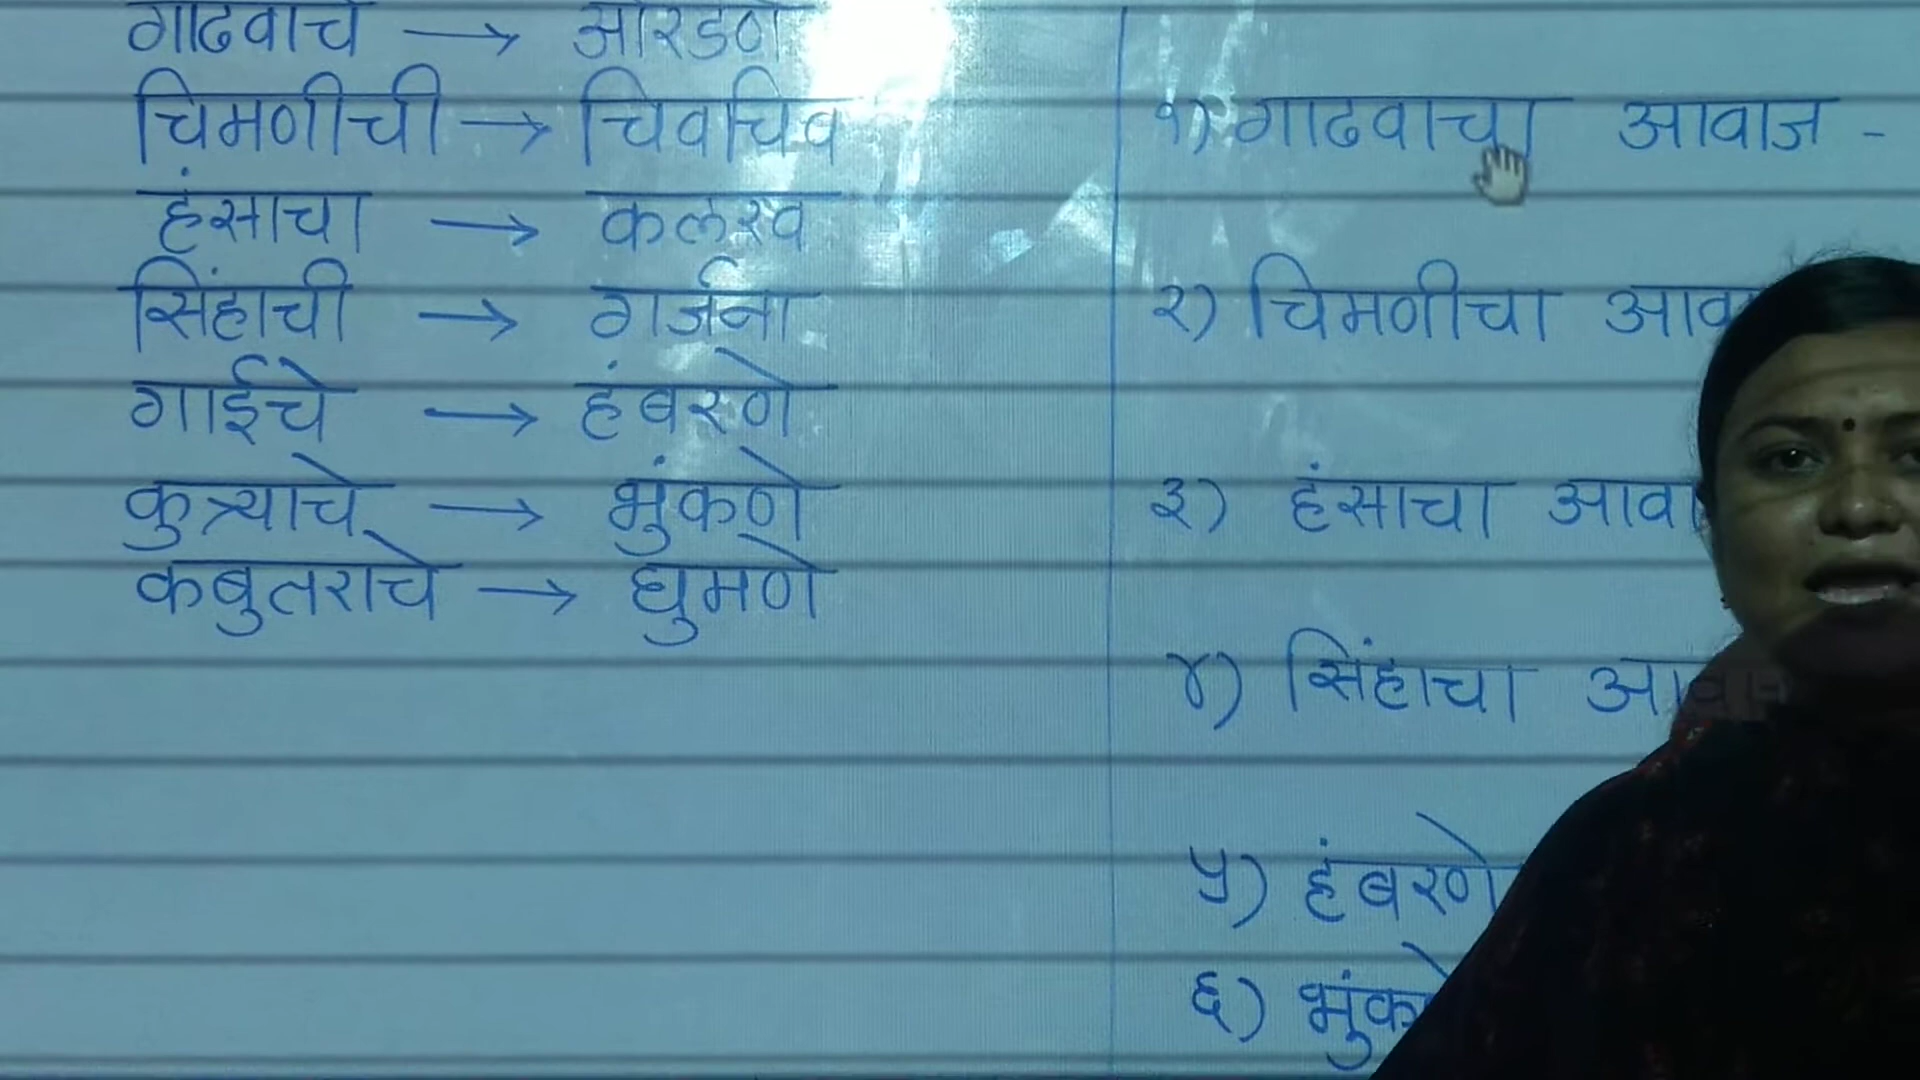 गाढवाचे → ओरडणे
चिमणीची → चिवचिव
हंसाचा → कलरव
सिंहाची → गर्जना
गाईचे → हंबरणे
कुत्र्याचे → भुंकणे
कबुतराचे → घुमणे
१) गाढवाचा आवाज -
२) चिमणीचा
३) हंसाचा
४) सिंहाचा
५) हंबरणे
६)